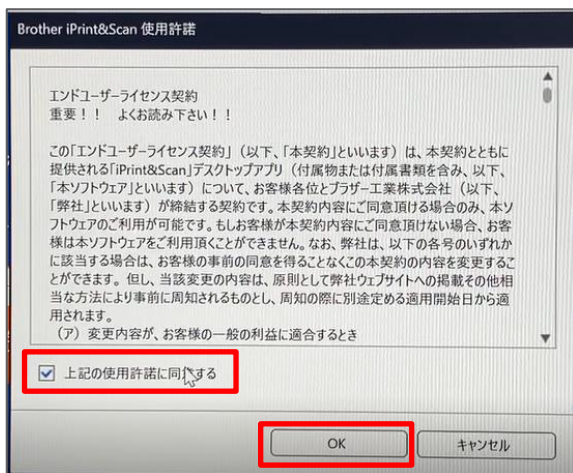 Brother iPrint&Scan 使用許諾
エンドユーザーライセンス契約
重要！！ よくお読み下さい！！
この「エンドユーザーライセンス契約」（以下、「本契約」といいます）は、本契約とともに
提供される「iPrint&Scan」デスクトップアプリ（付属物または付属書類を含み、以下、
「本ソフトウェア」といいます）について、お客様各位とブラザー工業株式会社（以下、
「弊社」といいます）が締結する契約です。本契約内容にご同意頂ける場合のみ、本ソ
フトウェアのご利用が可能です。もしお客様が本契約内容にご同意頂けない場合、お客
様は本ソフトウェアをご利用頂くことができません。なお、弊社は、以下の各号のいずれか
に該当する場合は、お客様の事前の同意を得ることなくこの本契約の内容を変更するこ
とができます。但し、当該変更の内容は、原則として弊社ウェブサイトへの掲載その他相
当な方法により事前に周知されるものとし、周知の際に別途定める適用開始日から適
用されます。
（ア）変更内容が、お客様の一般の利益に適合するとき
上記の使用許諾に同意する
OK
キャンセル